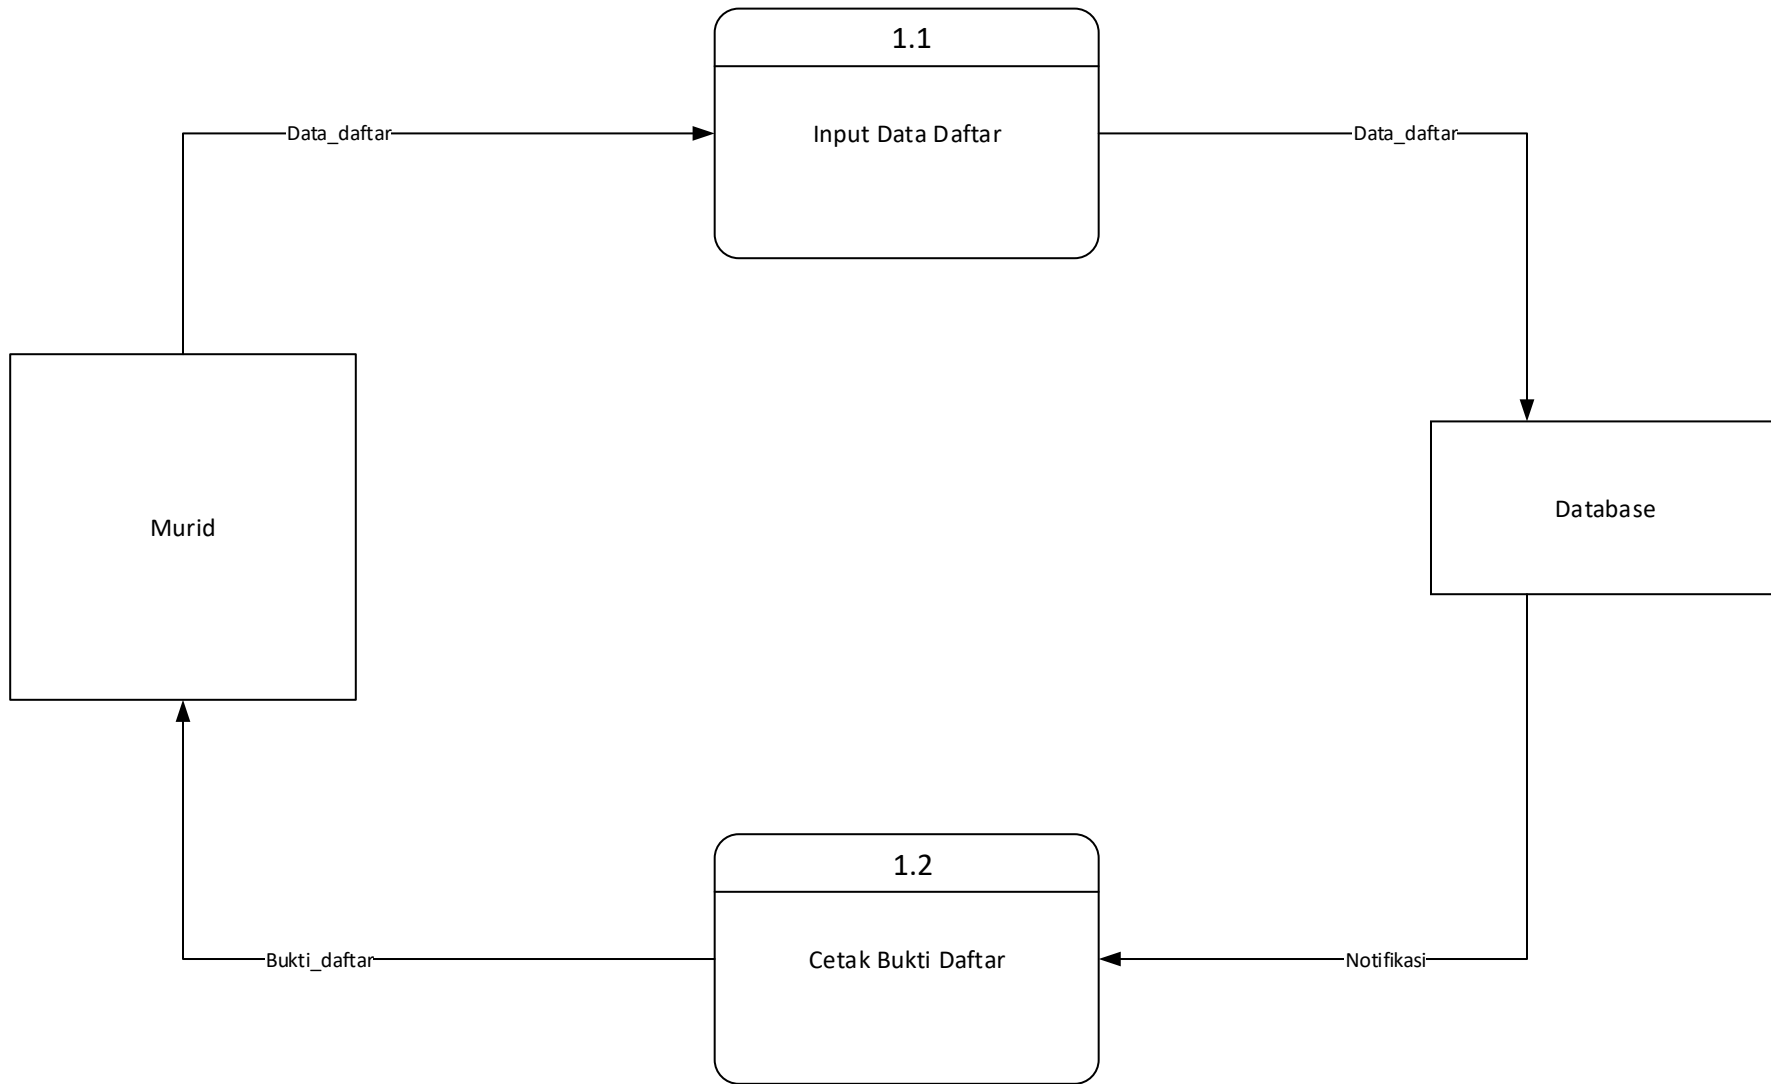 1.1
Data_daftar
Input Data Daftar
Data_daftar
Murid
Database
1.2
Bukti_daftar
Cetak Bukti Daftar
Notifikasi